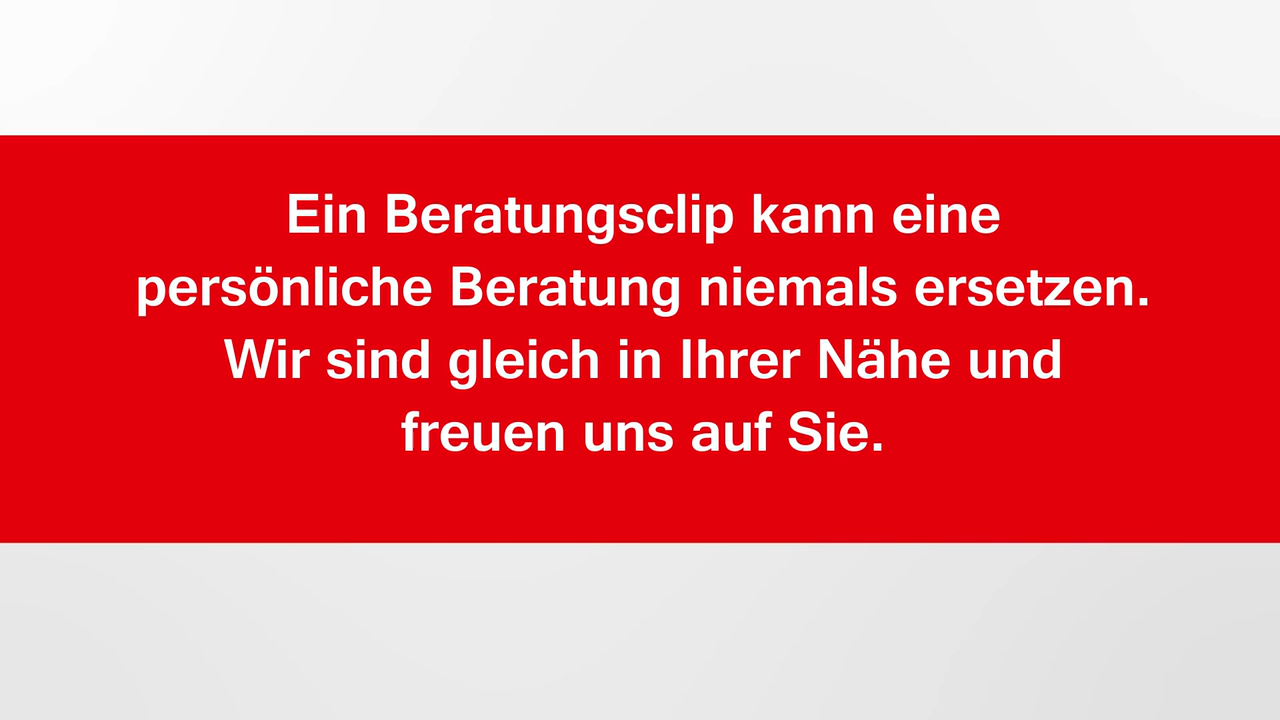 Ein Beratungsclip kann eine
persönliche Beratung niemals ersetzen.
Wir sind gleich in Ihrer Nähe und
freuen uns auf Sie.